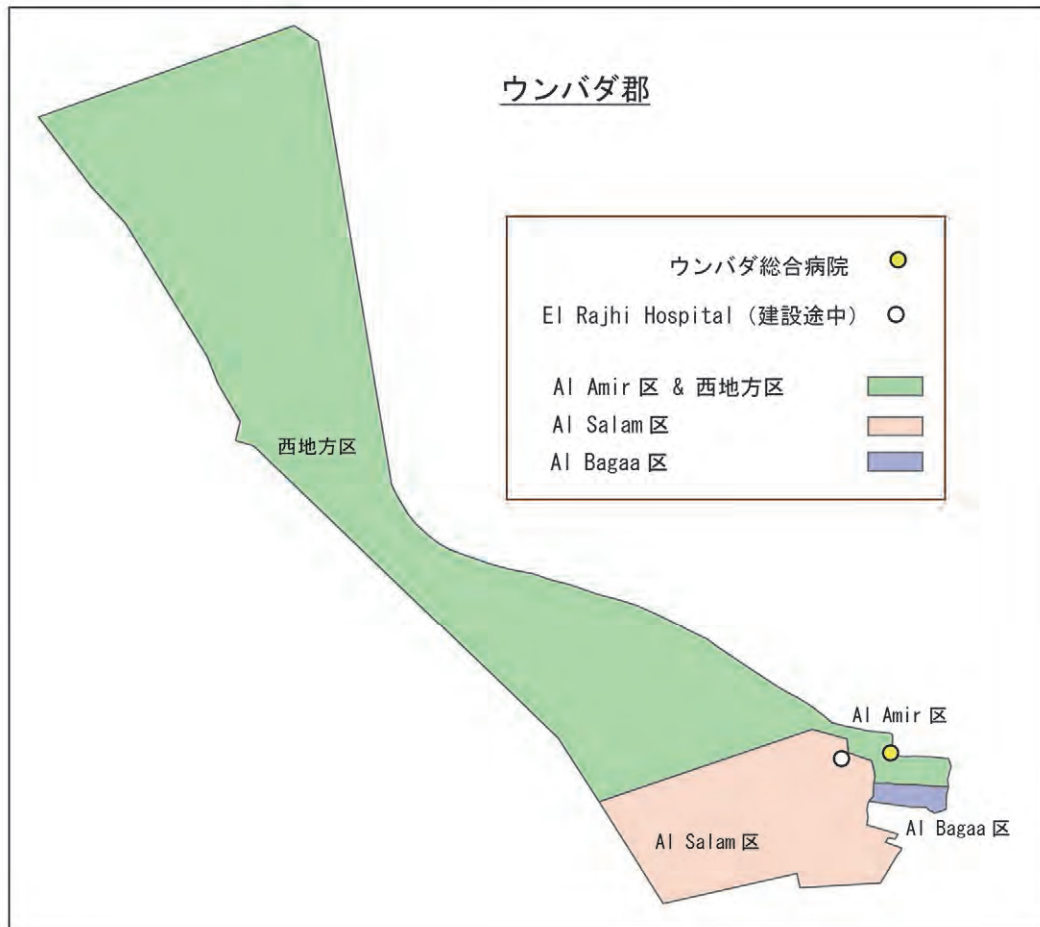 ウンバダ郡
ウンバダ総合病院
El Rajhi Hospital (建設途中)
Al Amir 区 & 西地方区
Al Salam 区
Al Bagaa 区
西地方区
Al Amir 区
Al Salam 区
Al Bagaa 区